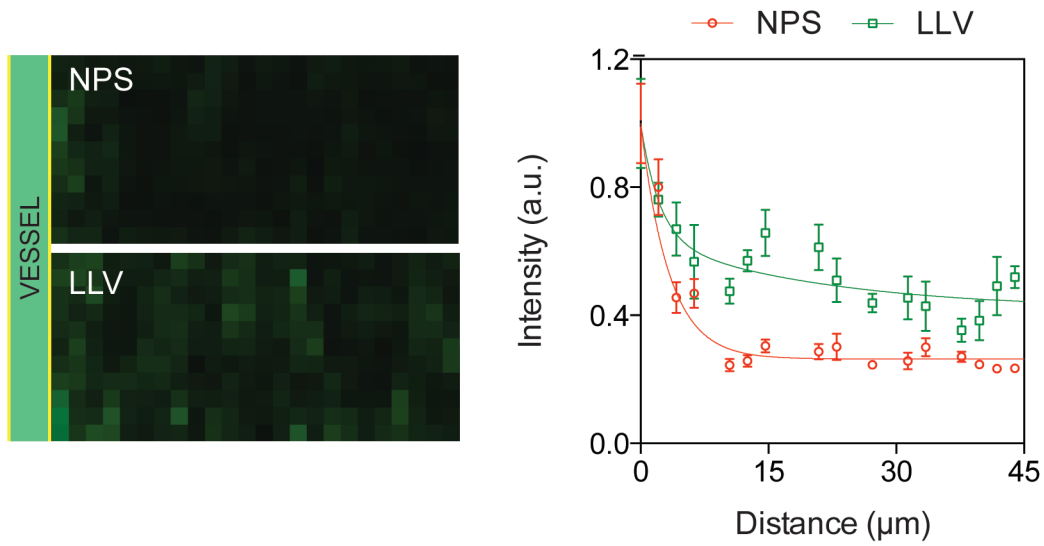 NPS
LLV
VESSEL
NPS
LLV
1.2
0.8
0.4
0.0
0
15
30
45
Intensity (a.u.)
Distance (µm)